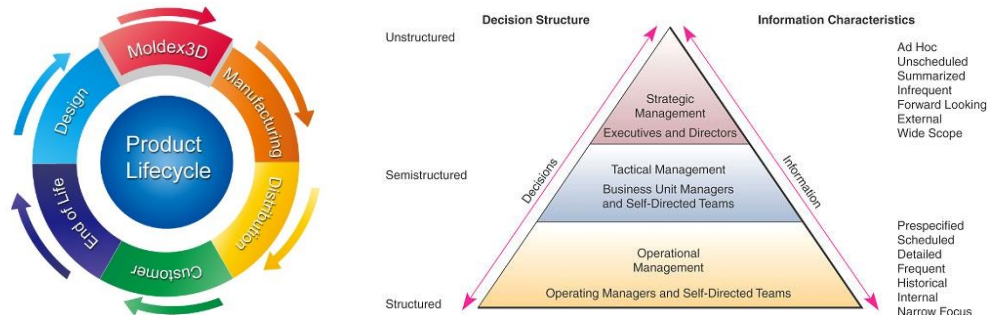 Moldex3D
Manufacturing
Distribution
Customer
End of Life
Design
Product
Lifecycle
Decision Structure
Information Characteristics
Unstructured
Ad Hoc
Unscheduled
Summarized
Infrequent
Forward Looking
External
Wide Scope
Strategic
Management
Executives and Directors
Decisions
Information
Semistructured
Tactical Management
Business Unit Managers
and Self-Directed Teams
Prespecified
Scheduled
Detailed
Frequent
Historical
Internal
Narrow Focus
Operational
Management
Operating Managers and Self-Directed Teams
Structured